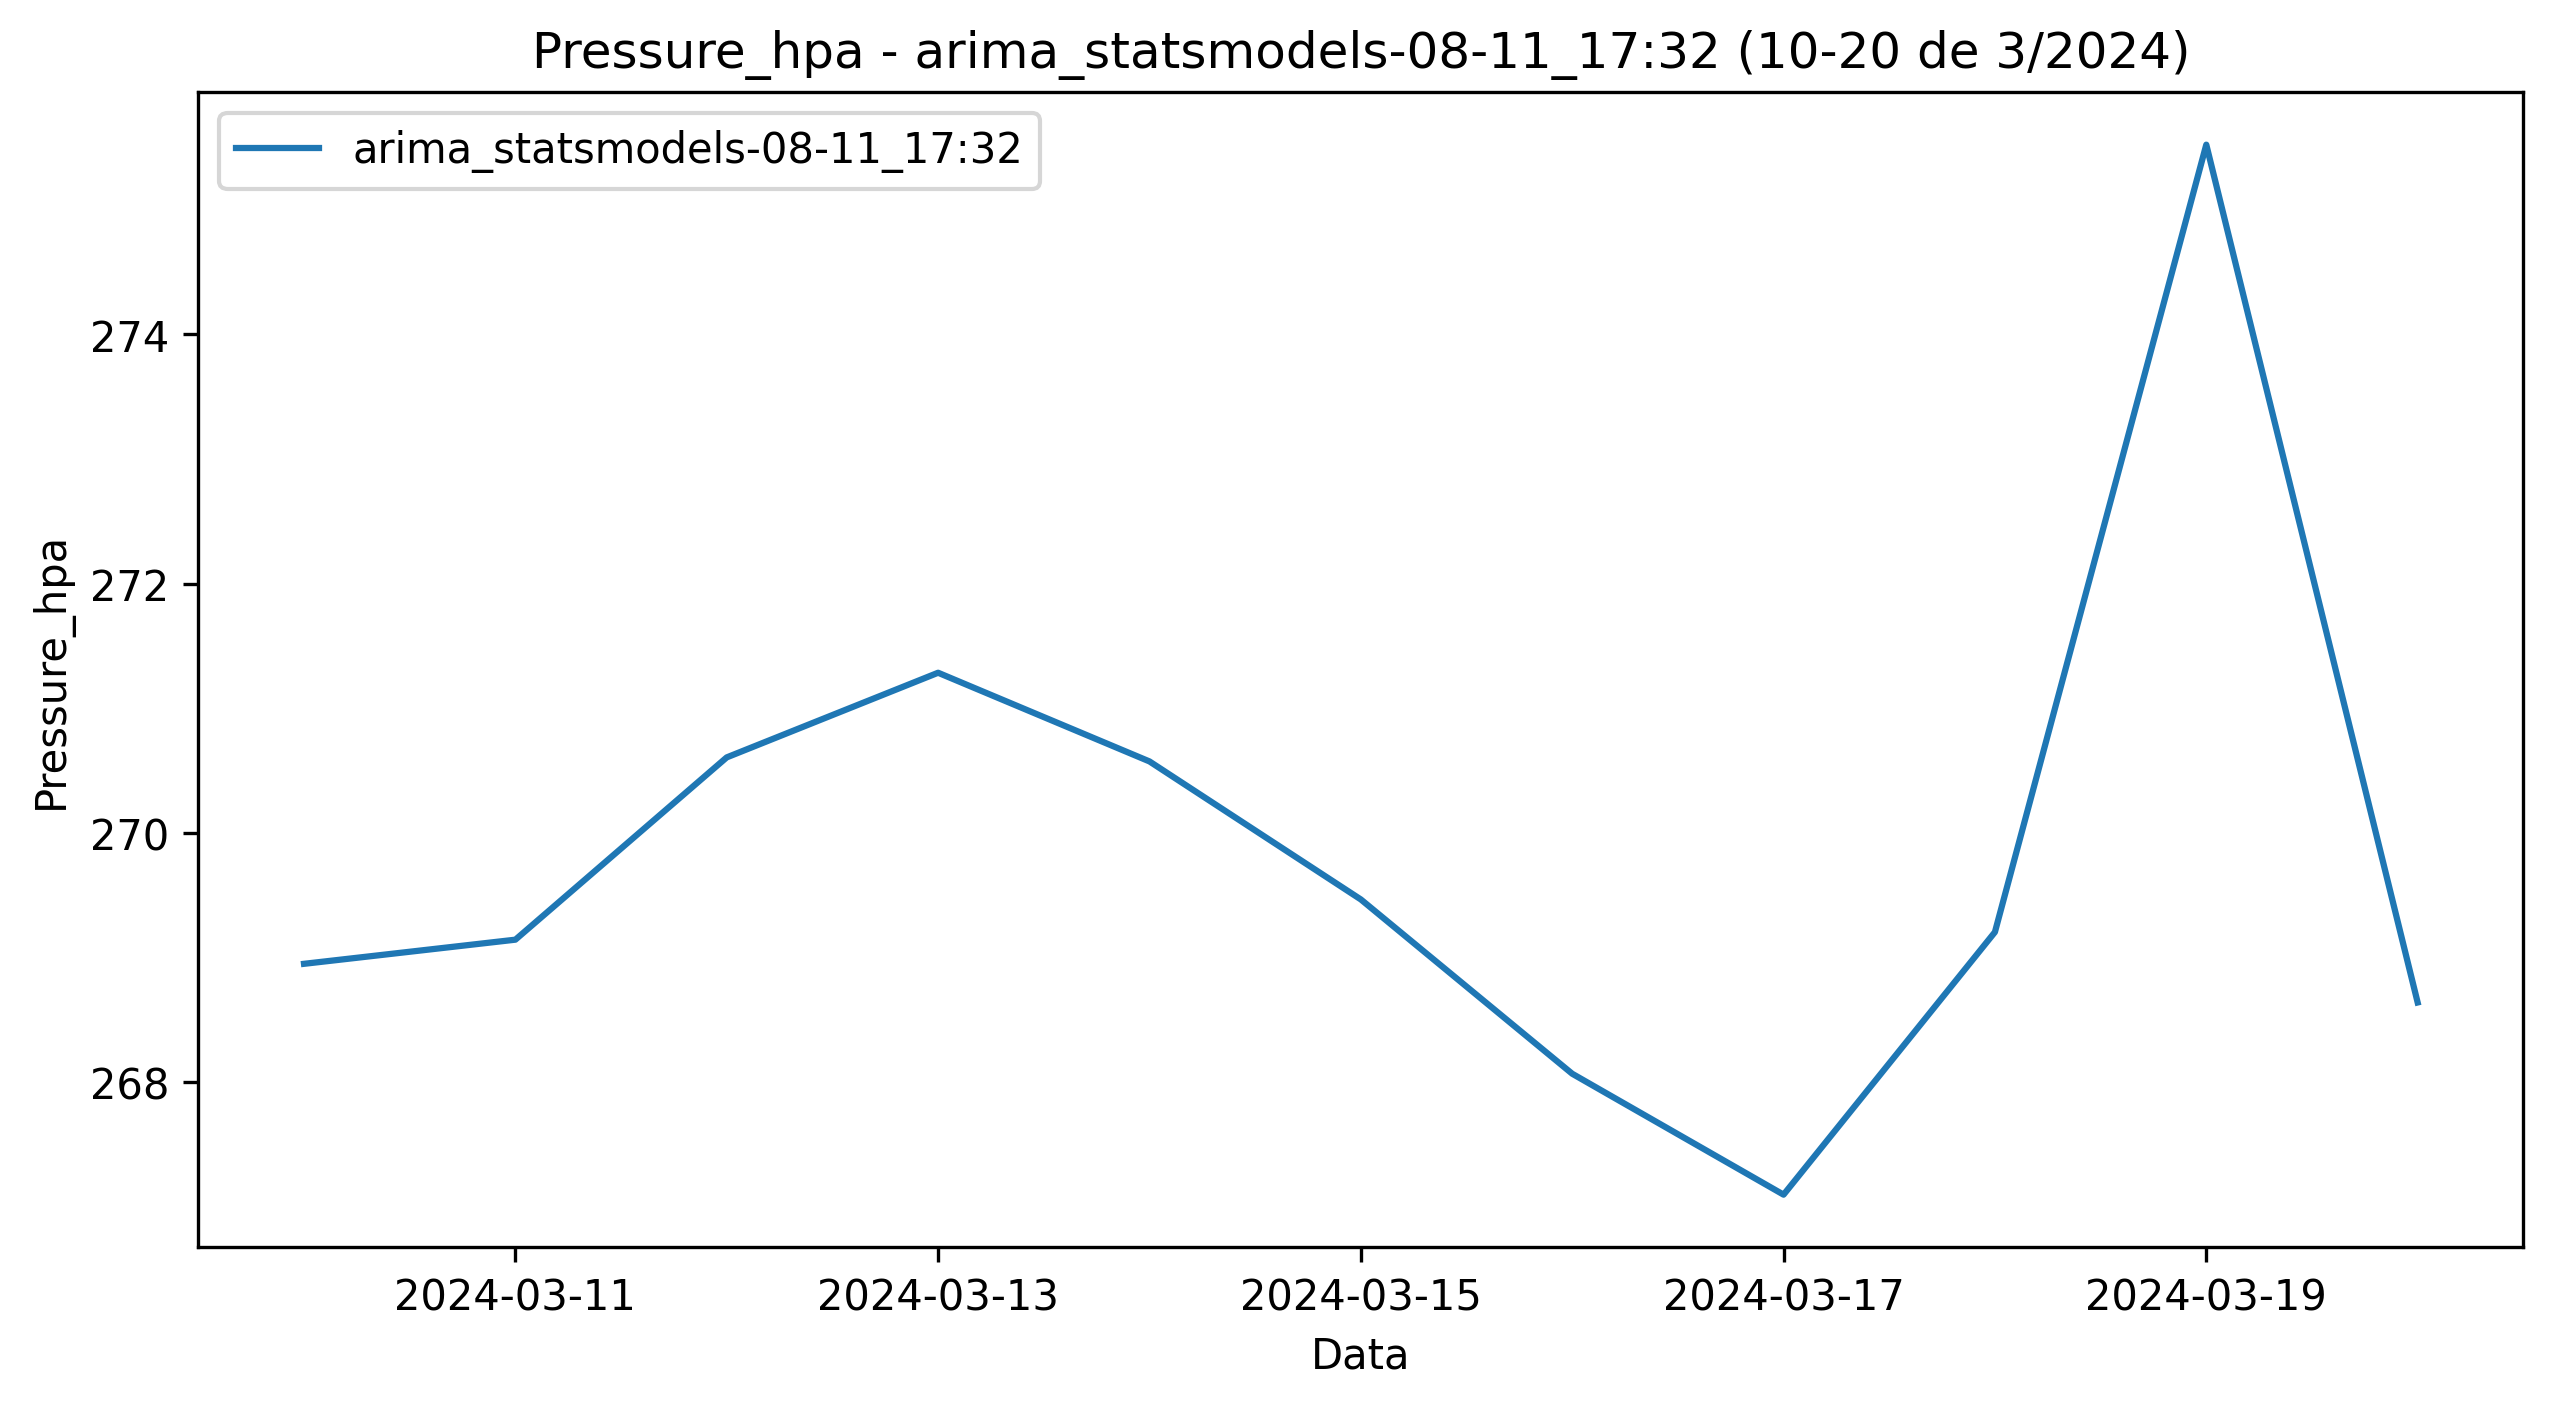 Pressure_hpa - arima_statsmodels-08-11_17:32 (10-20 de 3/2024)
arima_statsmodels-08-11_17:32
Pressure_hpa
274
272
270
268
2024-03-11
2024-03-13
2024-03-15
2024-03-17
2024-03-19
Data